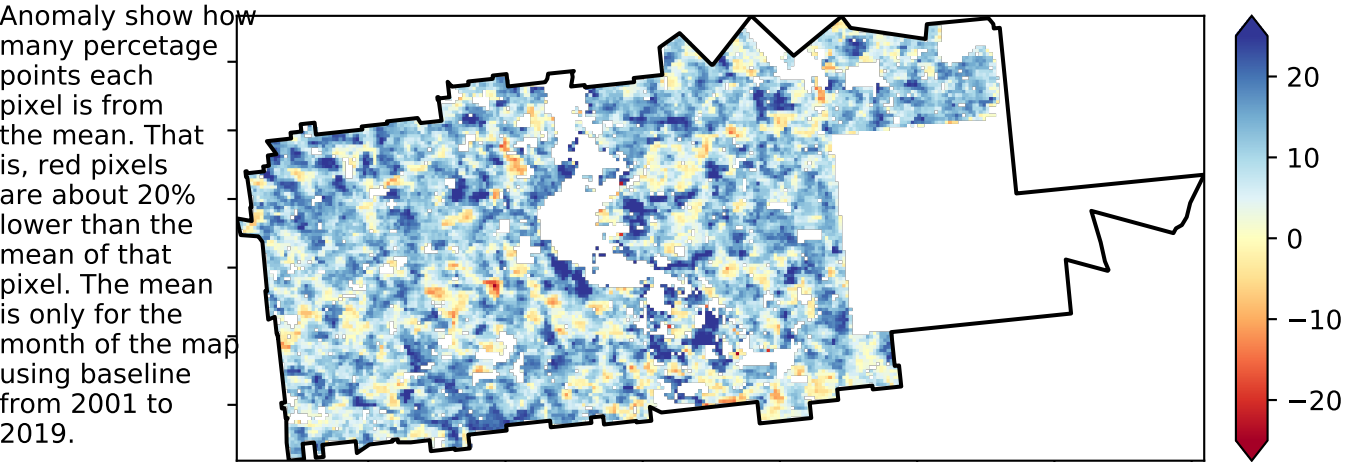 Anomaly show how
many percetage
points each
pixel is from
the mean. That
is, red pixels
are about 20%
lower than the
mean of that
pixel. The mean
is only for the
month of the map
using baseline
from 2001 to
2019.
20
10
0
−10
−20